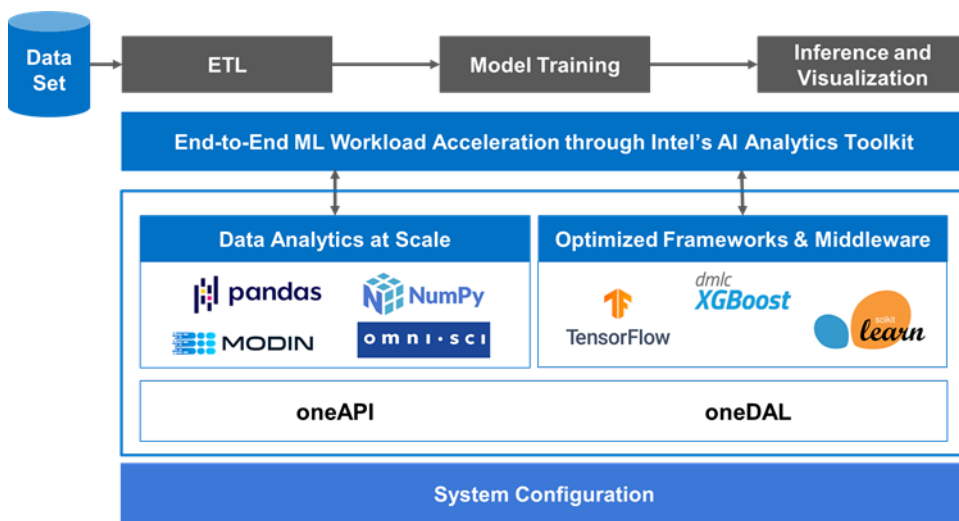 Data
Set
ETL
Model Training
Inference and
Visualization
End-to-End ML Workload Acceleration through Intel's AI Analytics Toolkit
Data Analytics at Scale
pandas
NumPy
MODIN
omni·sci
Optimized Frameworks & Middleware
TensorFlow
dmlc
XGBoost
scikit
learn
oneAPI
oneDAL
System Configuration